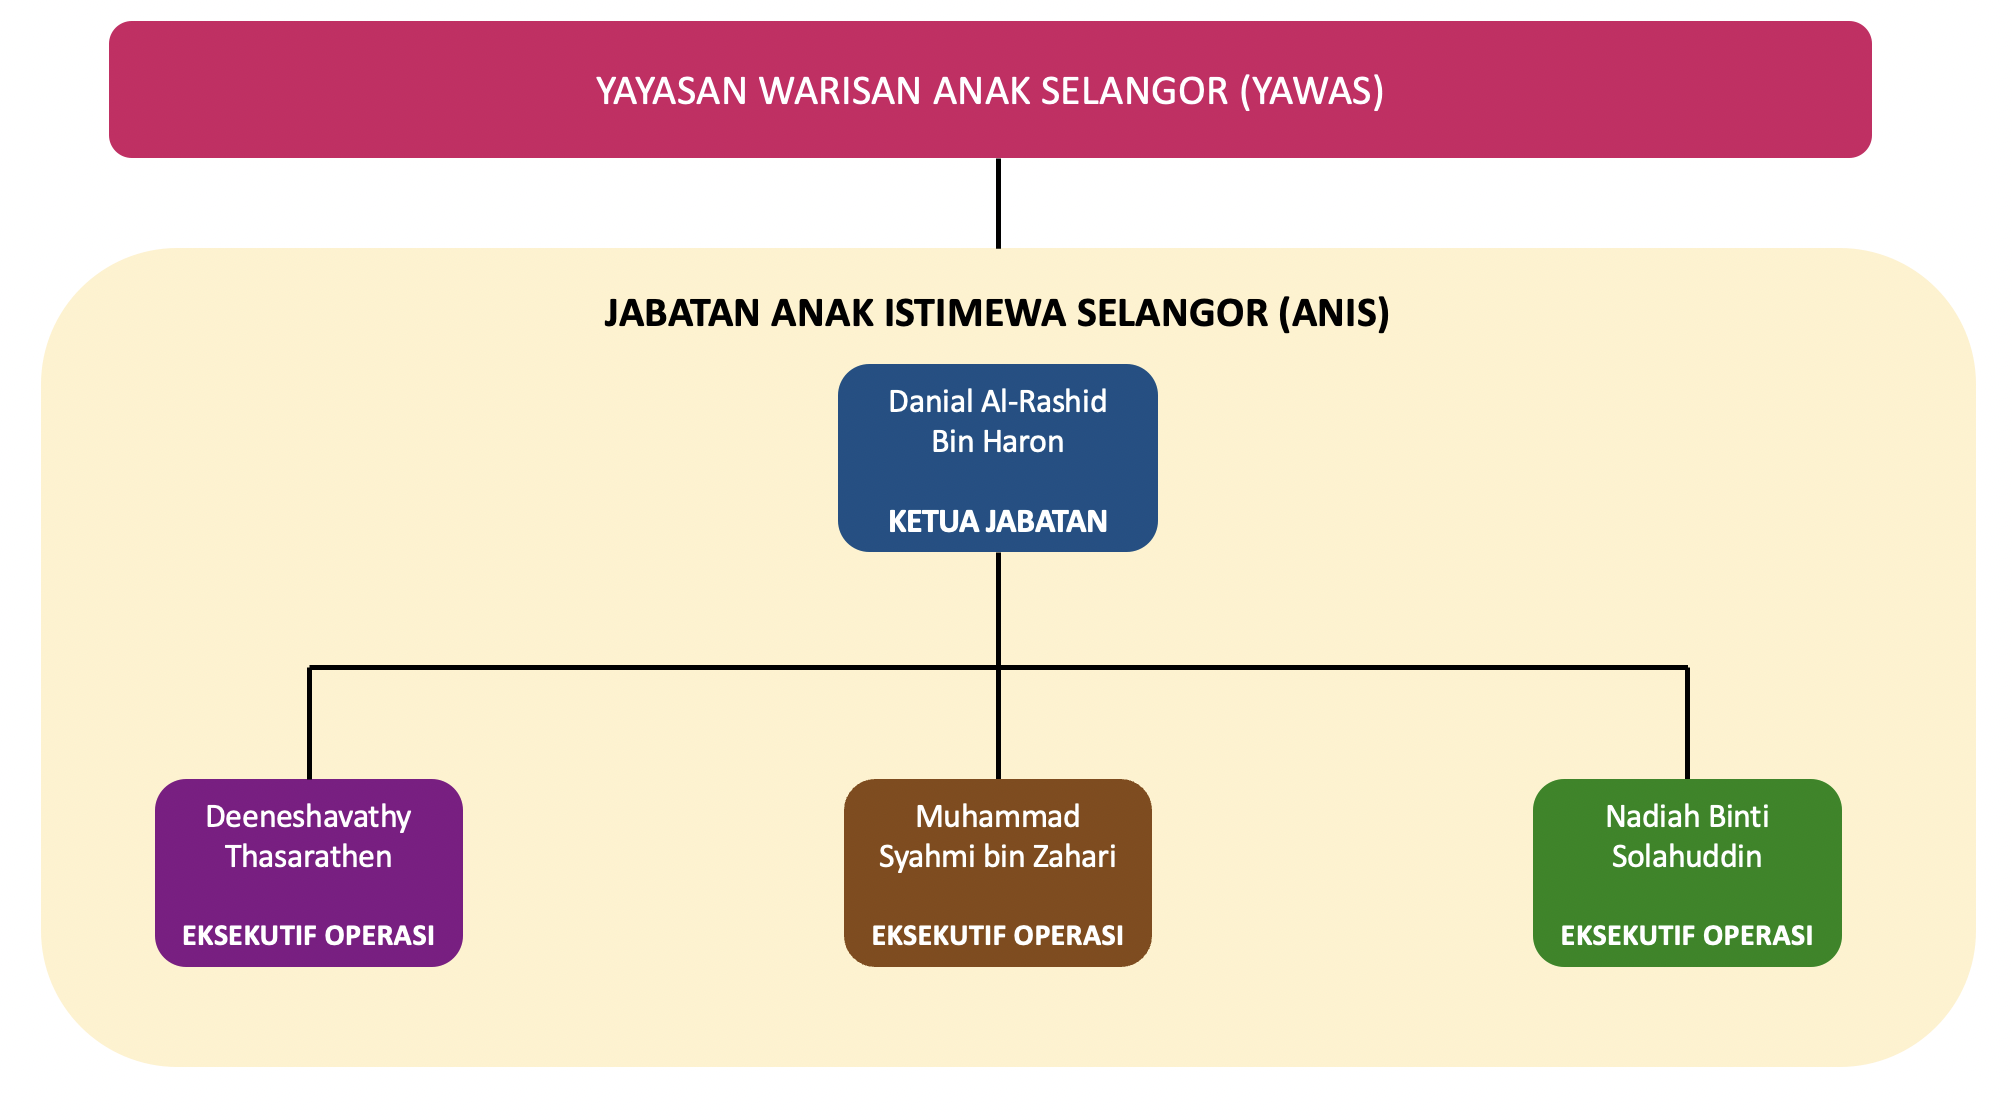 YAYASAN WARISAN ANAK SELANGOR (YAWAS)
JABATAN ANAK ISTIMEWA SELANGOR (ANIS)
Danial Al-Rashid
Bin Haron
KETUA JABATAN
Deeneshavathy
Thasarathen
EKSEKUTIF OPERASI
Muhammad
Syahmi bin Zahari
EKSEKUTIF OPERASI
Nadiah Binti
Solahuddin
EKSEKUTIF OPERASI